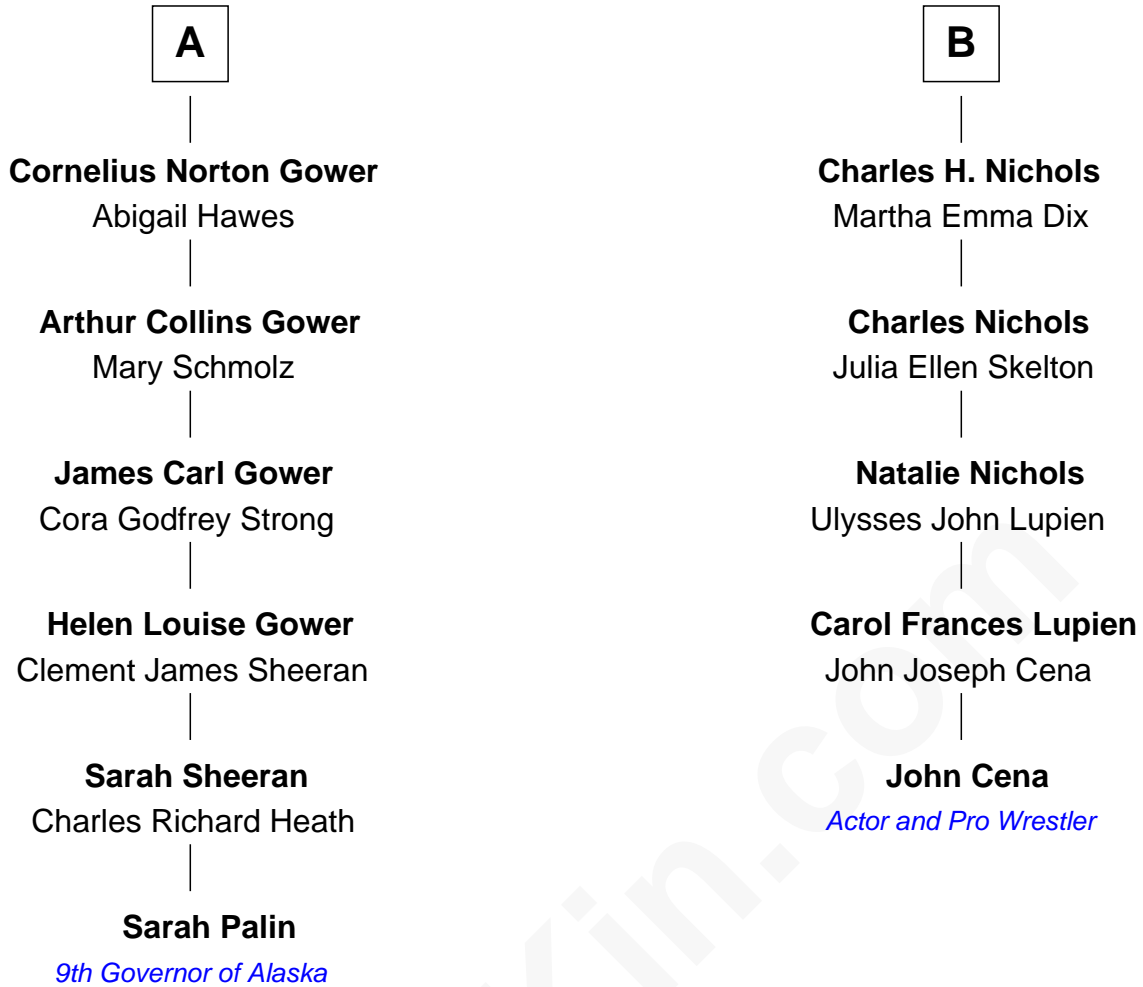 A
Cornelius Norton Gower
Abigail Hawes
Arthur Collins Gower
Mary Schmolz
James Carl Gower
Cora Godfrey Strong
Helen Louise Gower
Clement James Sheeran
Sarah Sheeran
Charles Richard Heath
Sarah Palin
9th Governor of Alaska
B
Charles H. Nichols
Martha Emma Dix
Charles Nichols
Julia Ellen Skelton
Natalie Nichols
Ulysses John Lupien
Carol Frances Lupien
John Joseph Cena
John Cena
Actor and Pro Wrestler
Kin.com